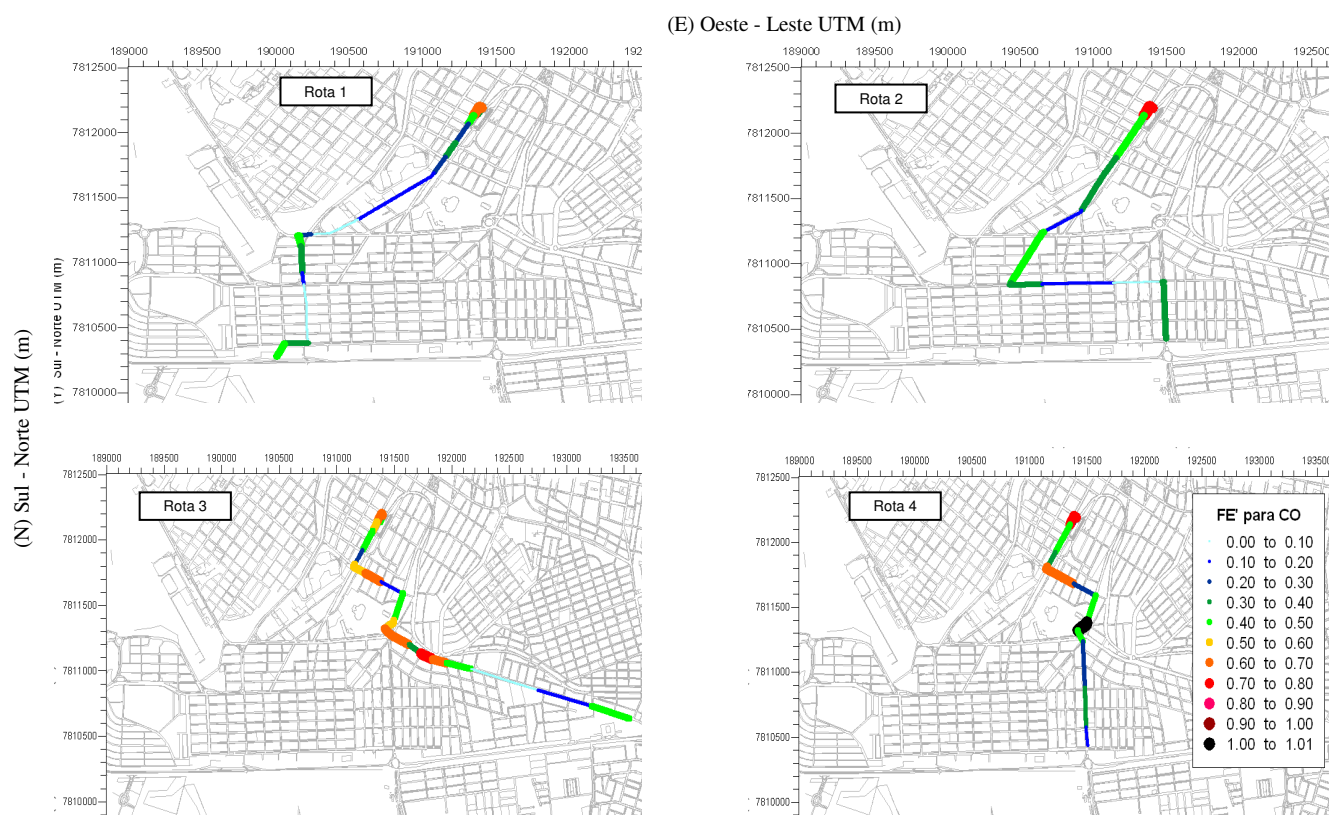 (E) Oeste - Leste UTM (m)
189000 190000 190500 191000 191500 192000 192
189000 190000 190500 191000 191500 192000 19250
7812500
7812000
7811500
7811000
7810500
7810000
Rota 1
7812500
7812000
7811500
7811000
7810500
7810000
Rota 2
(N) Sul - Norte UTM (m)
(Y) Sul - Norte UTM (m)
189000 189500 190000 190500 191000 191500 192000 192500 193000 193500
7812500
7812000
7811500
7811000
7810500
7810000
Rota 3
189000 189500 190000 190500 191000 191500 192000 192500 193000 193500
7812500
7812000
7811500
7811000
7810500
7810000
Rota 4
FE' para CO
0.00 to 0.10
0.10 to 0.20
0.20 to 0.30
0.30 to 0.40
0.40 to 0.50
0.50 to 0.60
0.60 to 0.70
0.70 to 0.80
0.80 to 0.90
0.90 to 1.00
1.00 to 1.01